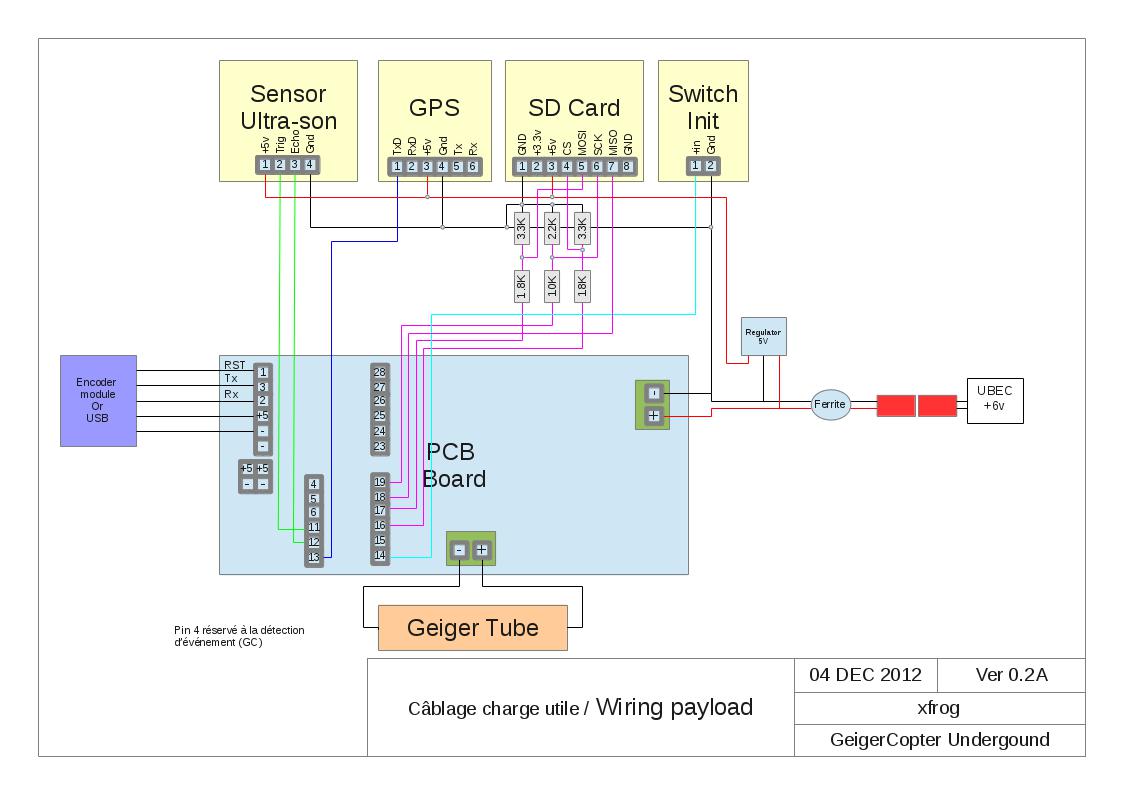 Sensor
Ultra-son
+5v Trig Echo Gnd
1 2 3 4
GPS
TxD RxD +5v Gnd Tx Rx
1 2 3 4 5 6
SD Card
GND +3.3v +5v CS MOSI SCK MISO GND
1 2 3 4 5 6 7 8
Switch
Init
+in Gnd
1 2
3.3K 2.2K 3.3K
1.8K 10K 18K
Regulator
5V
Encoder
module
Or
USB
RST
Tx
Rx
1
3
2
+5
-
-
+5 +5
- -
4
5
6
11
12
13
28
27
26
25
24
23
19
18
17
16
15
14
PCB
Board
-
+
- +
Ferrite
UBEC
+6v
Geiger Tube
Pin 4 réservé à la détection
d'événement (GC)
Câblage charge utile / Wiring payload
04 DEC 2012
Ver 0.2A
xfrog
GeigerCopter Undergound